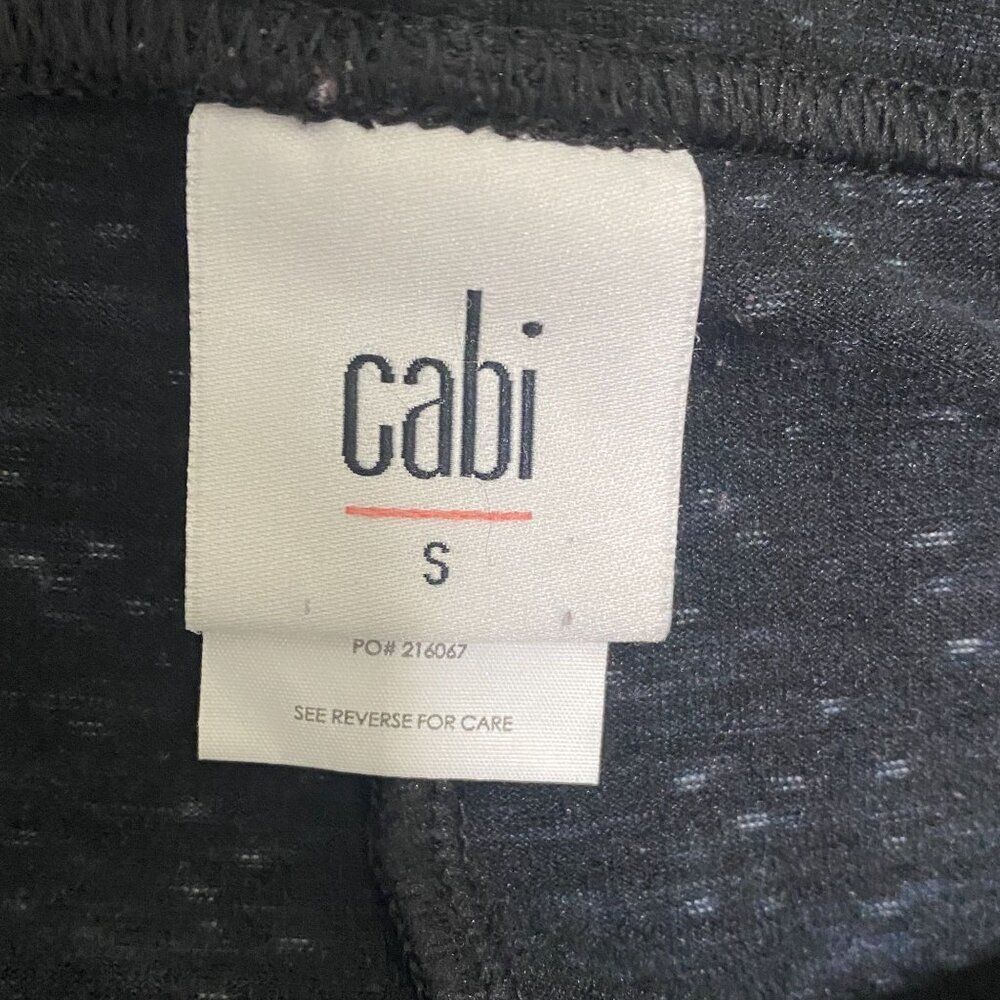 cabi
S
PO# 216067
SEE REVERSE FOR CARE